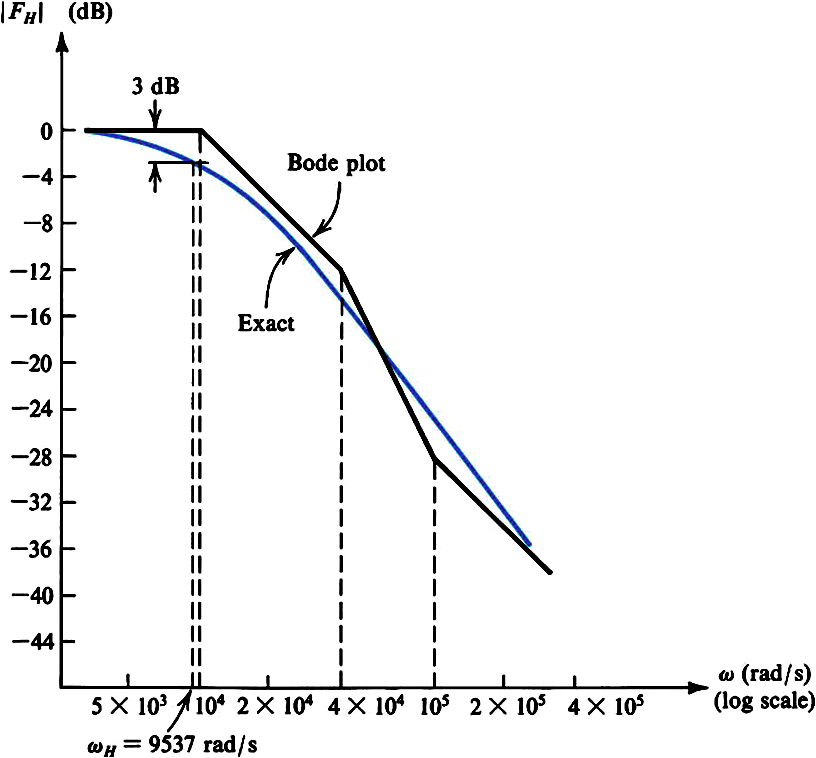 |F_H| (dB)
3 dB
0
−4
−8
−12
−16
−20
−24
−28
−32
−36
−40
−44
Bode plot
Exact
5 × 10³ 10⁴ 2 × 10⁴ 4 × 10⁴ 10⁵ 2 × 10⁵ 4 × 10⁵
ω (rad/s)
(log scale)
ω_H = 9537 rad/s